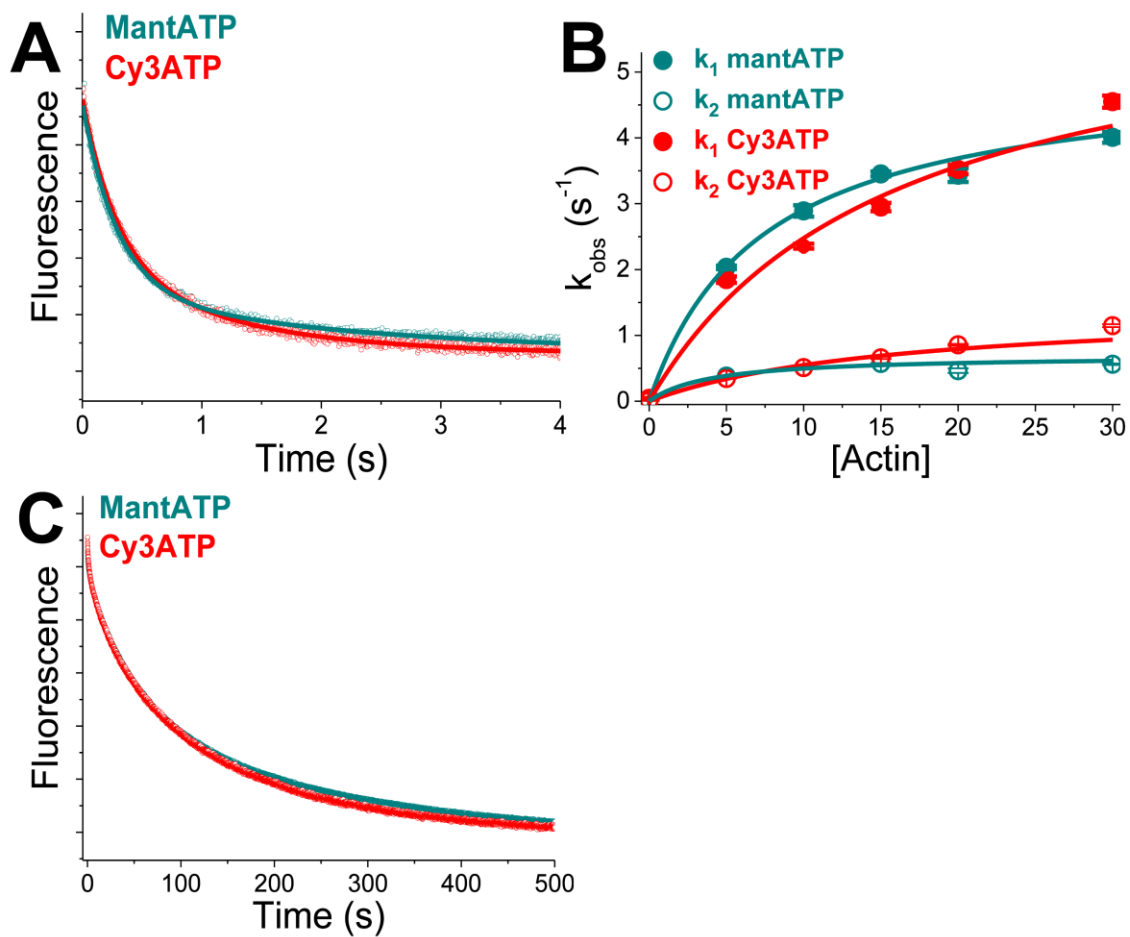 A
MantATP
Cy3ATP
Fluorescence
0 1 2 3 4
Time (s)
B
k₁ mantATP
k₂ mantATP
k₁ Cy3ATP
k₂ Cy3ATP
k_obs (s⁻¹)
5
4
3
2
1
0
0 5 10 15 20 25 30
[Actin]
C
MantATP
Cy3ATP
Fluorescence
0 100 200 300 400 500
Time (s)